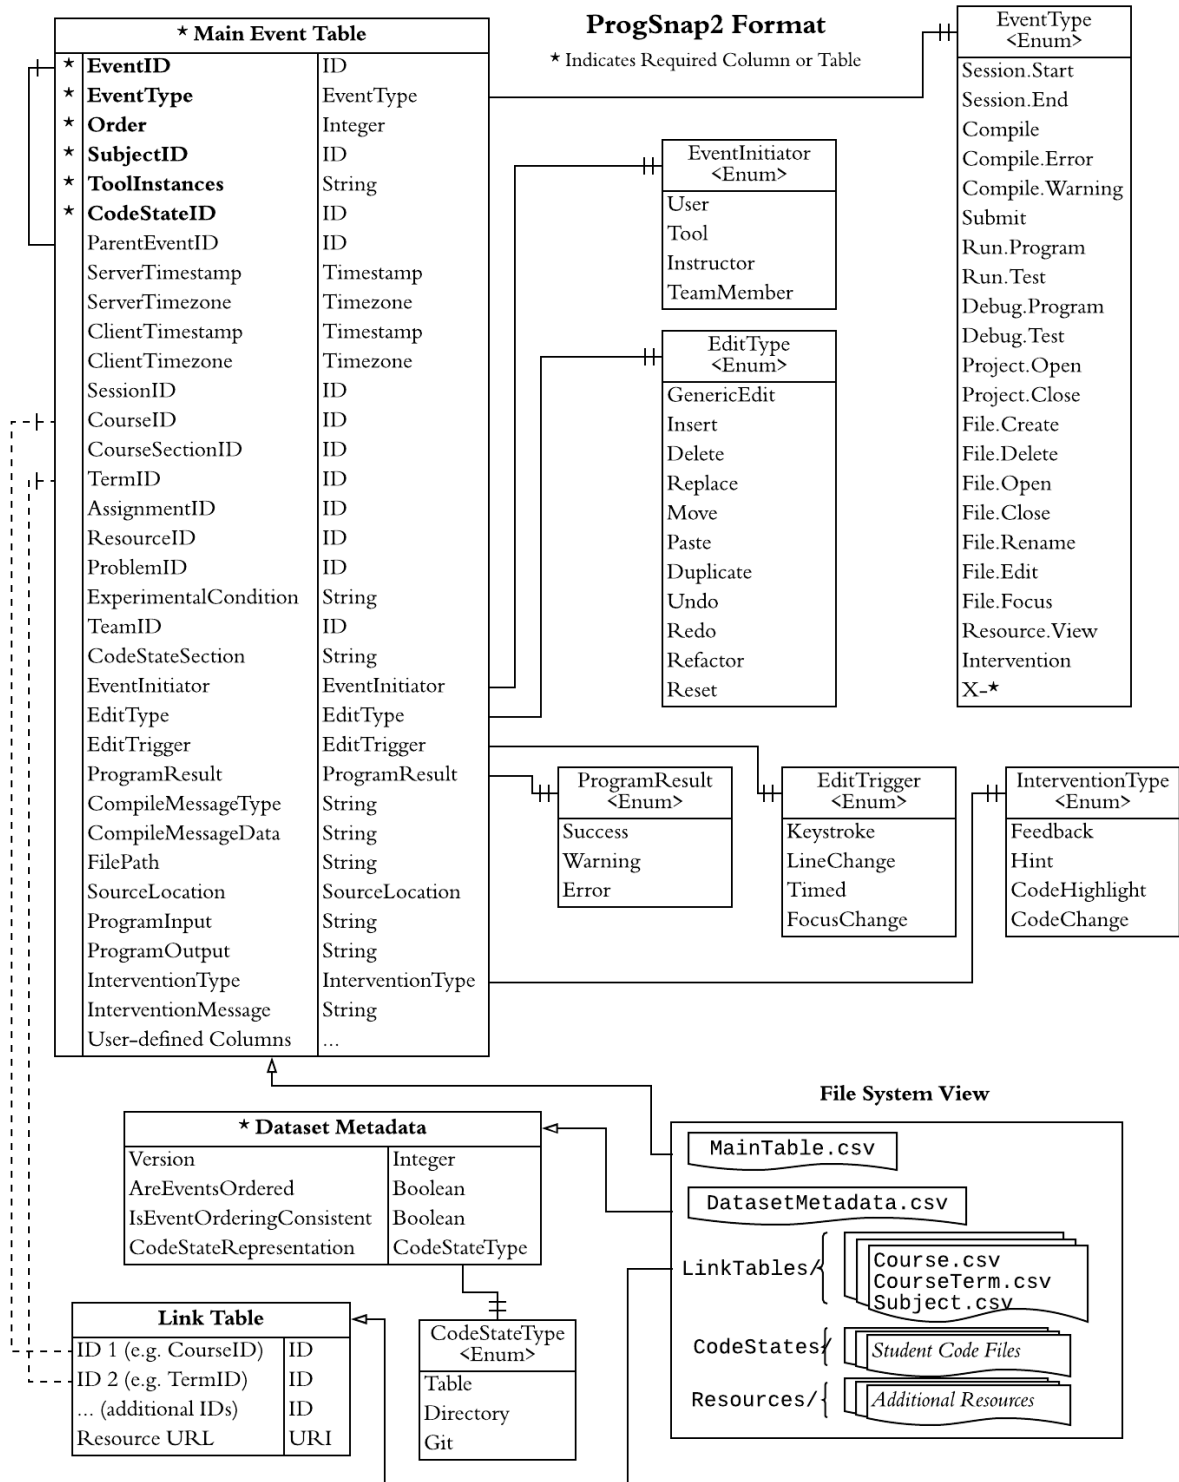 ProgSnap2 Format
★ Indicates Required Column or Table
★ Main Event Table
★ EventID ID
★ EventType EventType
★ Order Integer
★ SubjectID ID
★ ToolInstances String
★ CodeStateID ID
ParentEventID ID
ServerTimestamp Timestamp
ServerTimezone Timezone
ClientTimestamp Timestamp
ClientTimezone Timezone
SessionID ID
CourseID ID
CourseSectionID ID
TermID ID
AssignmentID ID
ResourceID ID
ProblemID ID
ExperimentalCondition String
TeamID ID
CodeStateSection String
EventInitiator EventInitiator
EditType EditType
EditTrigger EditTrigger
ProgramResult ProgramResult
CompileMessageType String
CompileMessageData String
FilePath String
SourceLocation SourceLocation
ProgramInput String
ProgramOutput String
InterventionType InterventionType
InterventionMessage String
User-defined Columns ...
EventInitiator
<Enum>
User
Tool
Instructor
TeamMember
EditType
<Enum>
GenericEdit
Insert
Delete
Replace
Move
Paste
Duplicate
Undo
Redo
Refactor
Reset
EventType
<Enum>
Session.Start
Session.End
Compile
Compile.Error
Compile.Warning
Submit
Run.Program
Run.Test
Debug.Program
Debug.Test
Project.Open
Project.Close
File.Create
File.Delete
File.Open
File.Close
File.Rename
File.Edit
File.Focus
Resource.View
Intervention
X-★
ProgramResult
<Enum>
Success
Warning
Error
EditTrigger
<Enum>
Keystroke
LineChange
Timed
FocusChange
InterventionType
<Enum>
Feedback
Hint
CodeHighlight
CodeChange
★ Dataset Metadata
Version Integer
AreEventsOrdered Boolean
IsEventOrderingConsistent Boolean
CodeStateRepresentation CodeStateType
Link Table
ID 1 (e.g. CourseID) ID
ID 2 (e.g. TermID) ID
... (additional IDs) ID
Resource URL URI
CodeStateType
<Enum>
Table
Directory
Git
File System View
MainTable.csv
DatasetMetadata.csv
LinkTables/
Course.csv
CourseTerm.csv
Subject.csv
CodeStates/
Student Code Files
Resources/
Additional Resources